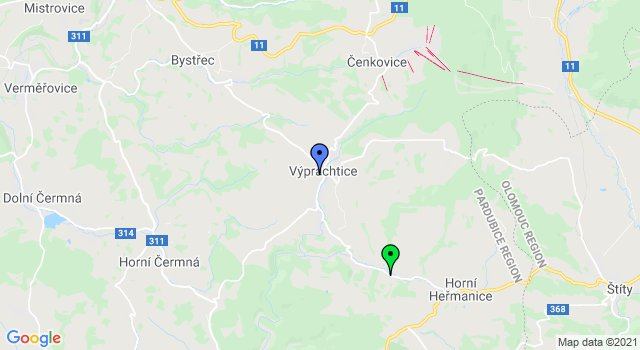 Mistrovice
11
311
11
Bystřec
Čenkovice
11
Verměřovice
Výprachtice
Dolní Čermná
OLOMOUC REGION
PARDUBICE REGION
314
311
Horní Čermná
Horní
Heřmanice
Štíty
368
Google
Map data ©2021